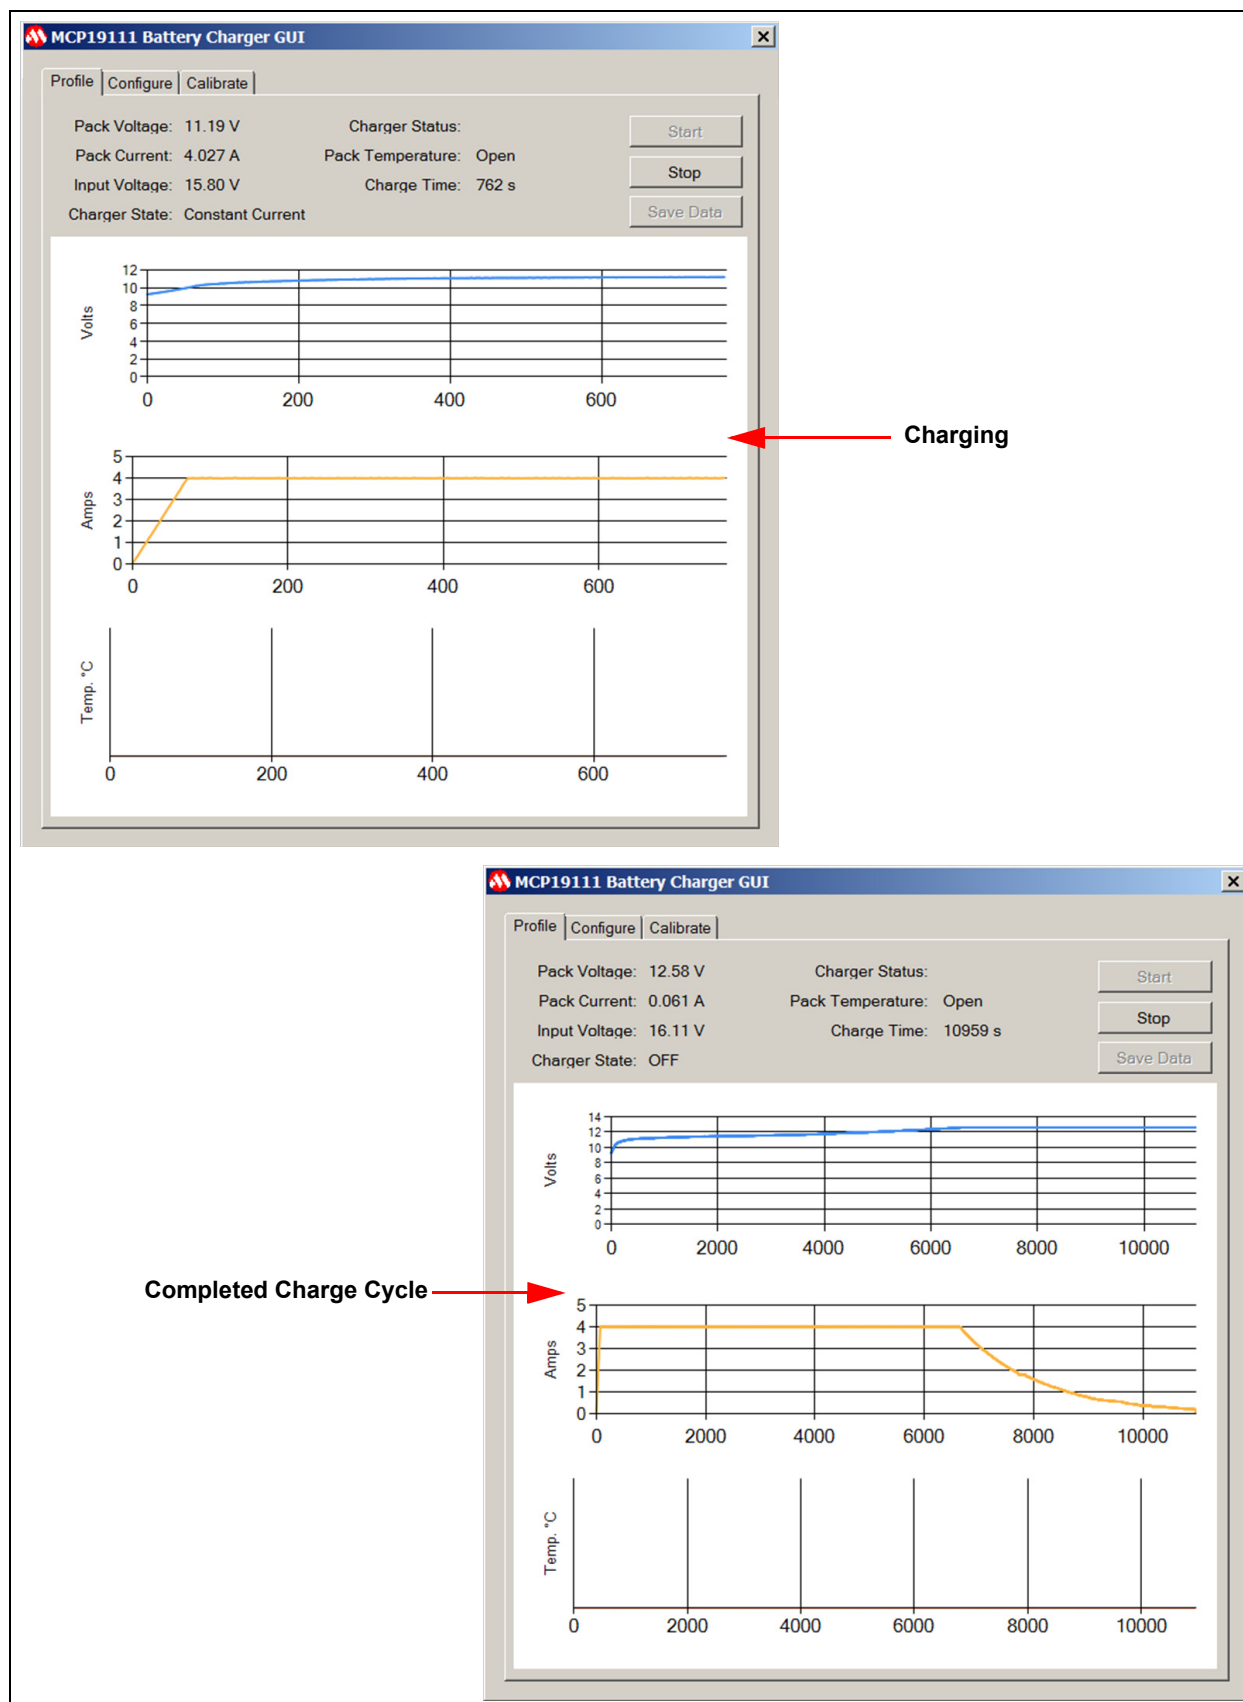 MCP19111 Battery Charger GUI
Profile Configure Calibrate
Pack Voltage: 11.19 V Charger Status: Start
Pack Current: 4.027 A Pack Temperature: Open
Stop
Input Voltage: 15.80 V Charge Time: 762 s
Charger State: Constant Current Save Data
12
10
8
6
4
2
0
Volts
0 200 400 600
Charging
5
4
3
2
1
0
Amps
0 200 400 600
Temp. °C
0 200 400 600
MCP19111 Battery Charger GUI
Profile Configure Calibrate
Pack Voltage: 12.58 V Charger Status: Start
Pack Current: 0.061 A Pack Temperature: Open
Stop
Input Voltage: 16.11 V Charge Time: 10959 s
Charger State: OFF Save Data
14
12
10
8
6
4
2
0
Volts
0 2000 4000 6000 8000 10000
Completed Charge Cycle
5
4
3
2
1
0
Amps
0 2000 4000 6000 8000 10000
Temp. °C
0 2000 4000 6000 8000 10000